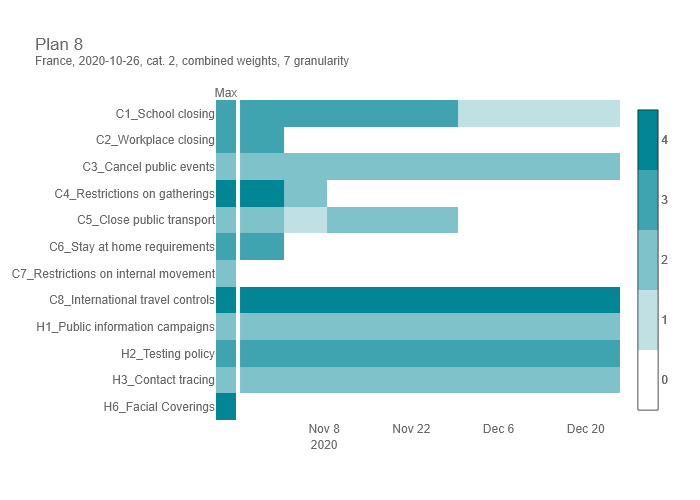 Plan 8
France, 2020-10-26, cat. 2, combined weights, 7 granularity
Max
C1_School closing
C2_Workplace closing
C3_Cancel public events
C4_Restrictions on gatherings
C5_Close public transport
C6_Stay at home requirements
C7_Restrictions on internal movement
C8_International travel controls
H1_Public information campaigns
H2_Testing policy
H3_Contact tracing
H6_Facial Coverings
Nov 8 Nov 22 Dec 6 Dec 20
2020
4
3
2
1
0